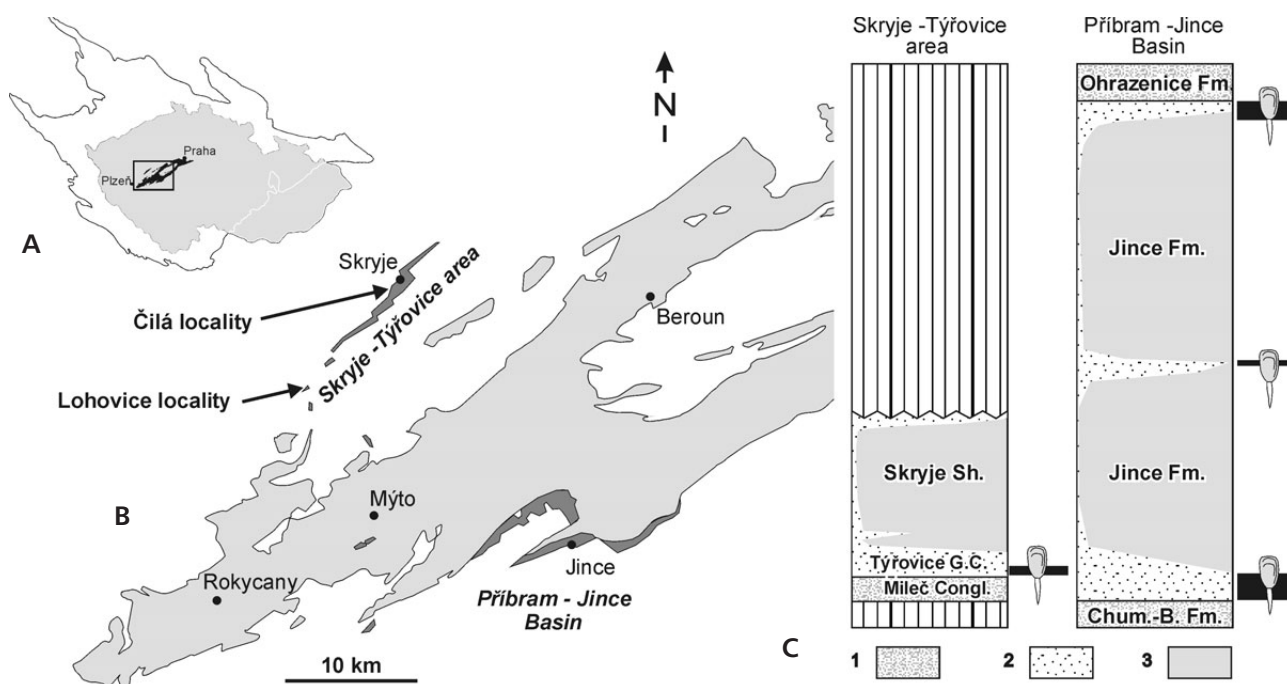 Praha
Plzeň
A
N
Skryje
Čilá locality
Skryje -Týřovice area
Beroun
Lohovice locality
B
Mýto
Rokycany
Jince
Příbram - Jince
Basin
10 km
Skryje -Týřovice
area
Příbram -Jince
Basin
Ohrazenice Fm.
Jince Fm.
Skryje Sh.
Jince Fm.
Týřovice G.C.
Mileč Congl.
Chum.-B. Fm.
C
1
2
3